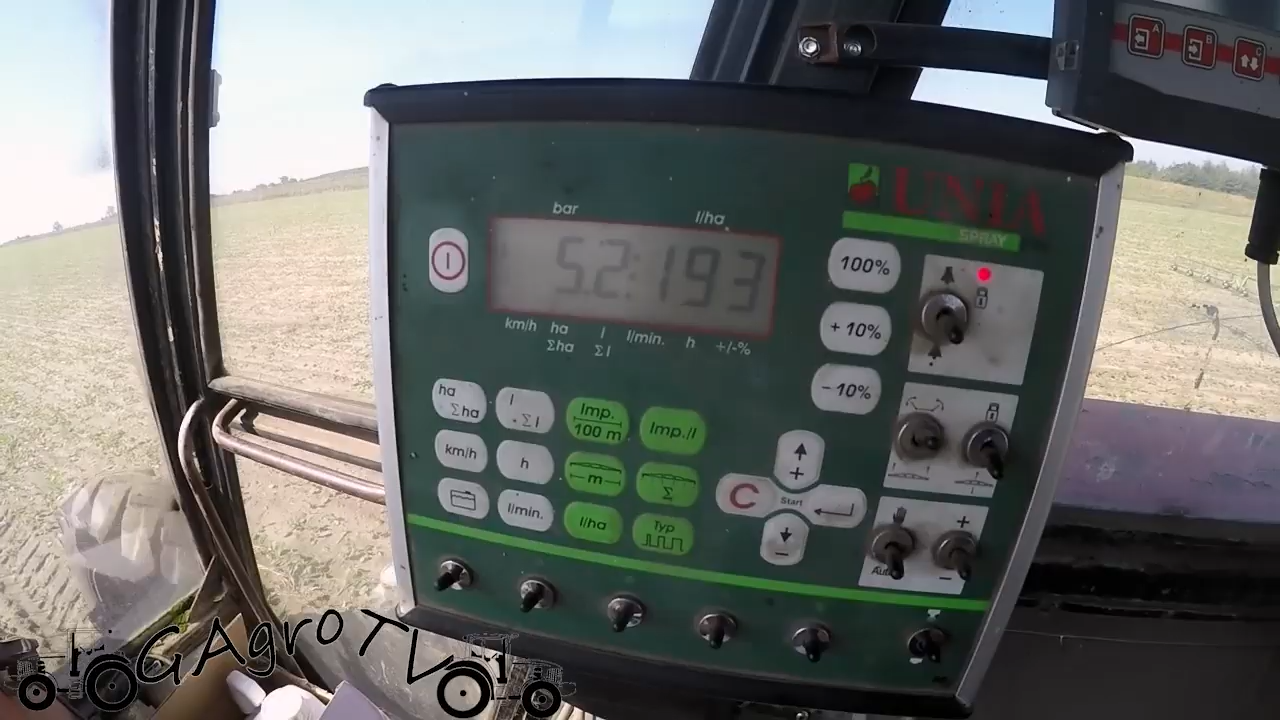 A
B
C
UNIA
SPRAY
bar
l/ha
5.2:193
km/h
ha
Σha
l
Σl
l/min.
h
+/-%
100%
+10%
-10%
ha
Σha
l
Σl
Imp.
100 m
Imp./l
km/h
h
m
Σ
l/min.
l/ha
Typ
+
C
Start
-
Auto
+
-
GAgroTL